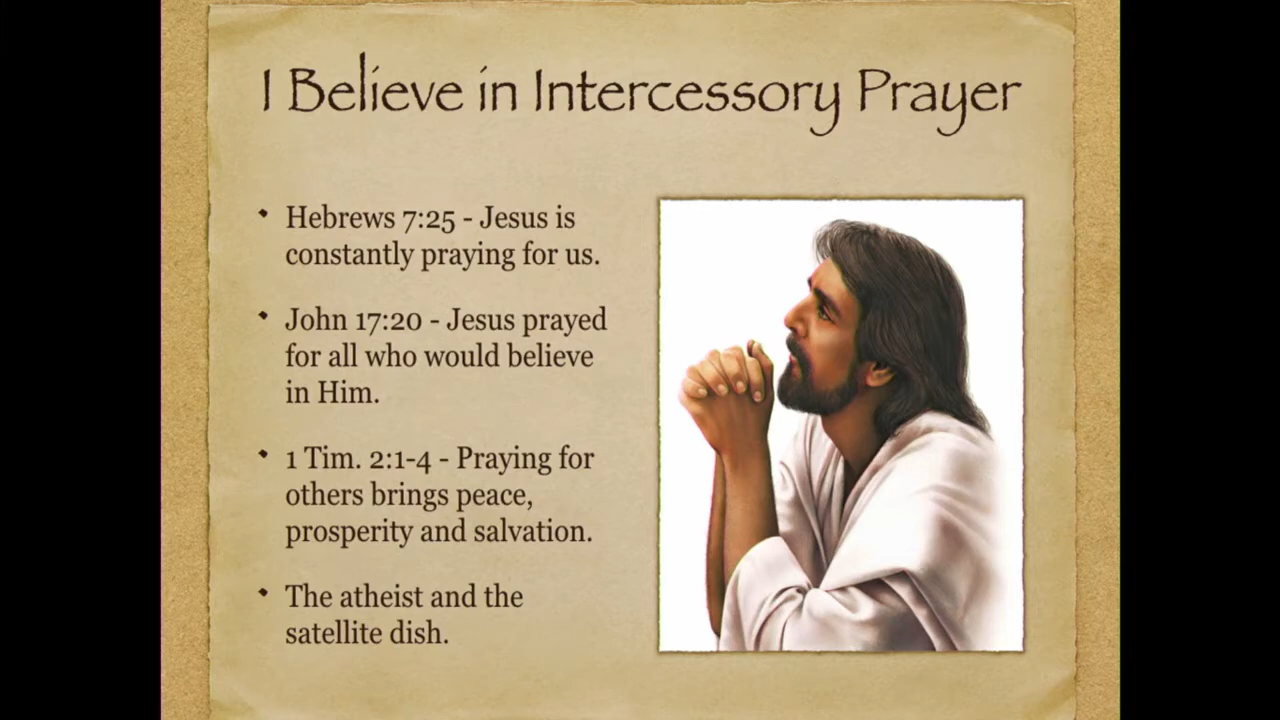 I Believe in Intercessory Prayer
• Hebrews 7:25 - Jesus is
constantly praying for us.
• John 17:20 - Jesus prayed
for all who would believe
in Him.
• 1 Tim. 2:1-4 - Praying for
others brings peace,
prosperity and salvation.
• The atheist and the
satellite dish.